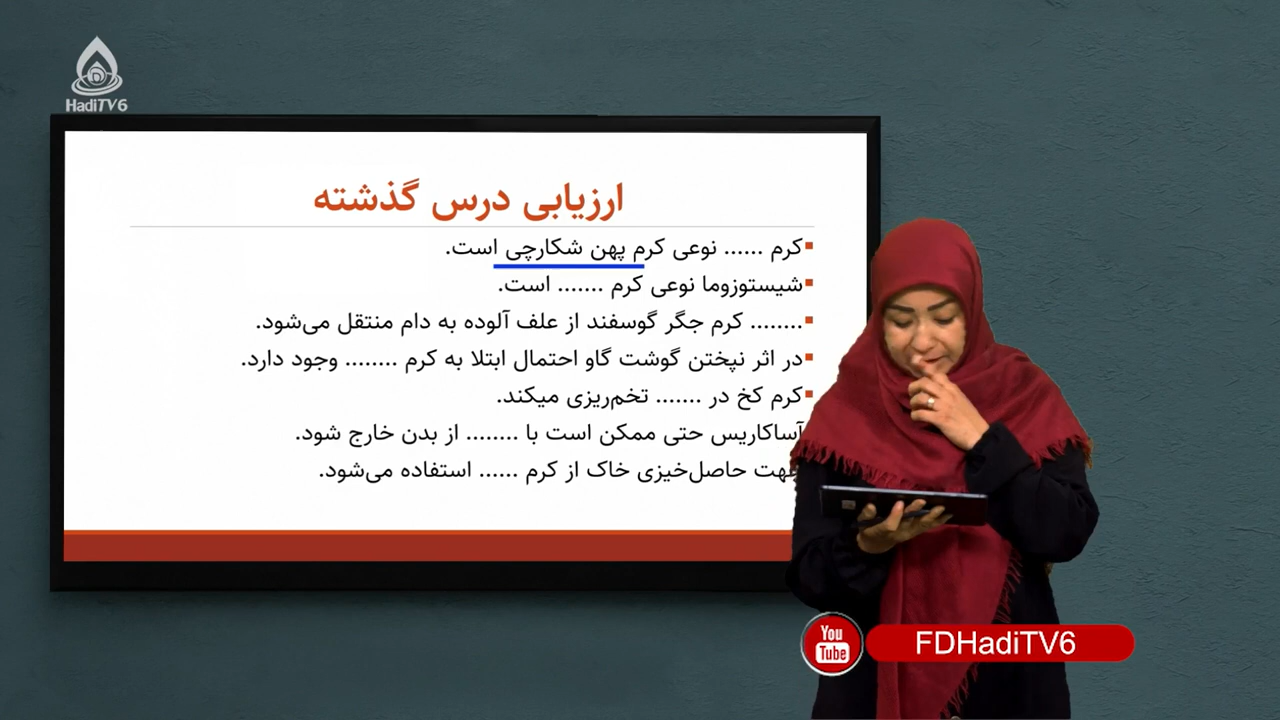 HadiTV6
ارزیابی درس گذشته
کرم ...... نوعی کرم پهن شکارچی است.
شیستوزوما نوعی کرم ....... است.
........ کرم جگر گوسفند از علف آلوده به دام منتقل می‌شود.
در اثر نپختن گوشت گاو احتمال ابتلا به کرم ........ وجود دارد.
کرم کخ در ....... تخم‌ریزی میکند.
آساکاریس حتی ممکن است با ........ از بدن خارج شود.
جهت حاصل‌خیزی خاک از کرم ...... استفاده می‌شود.
You Tube
FDHadiTV6